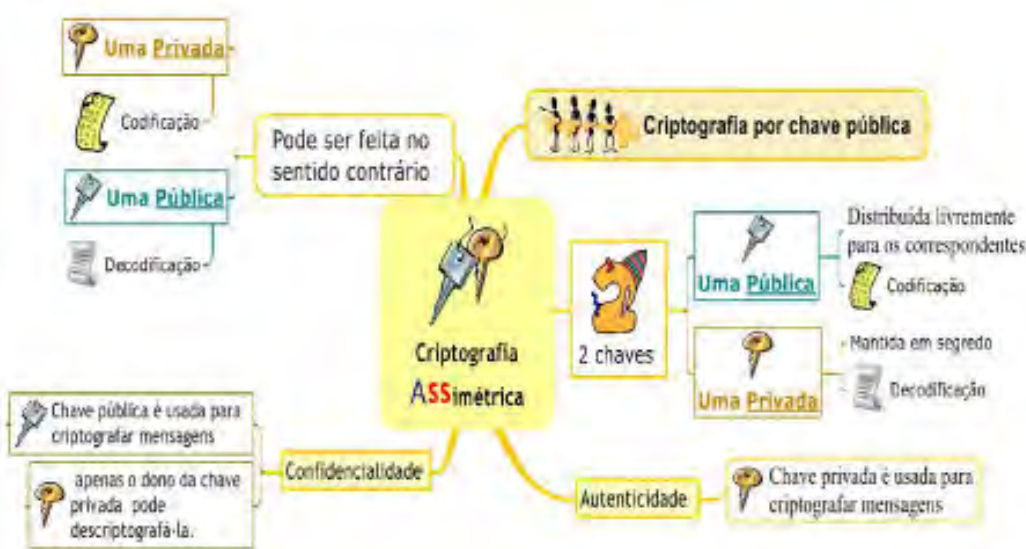 Criptografia
ASSimétrica
Criptografia por chave pública
2 chaves
Uma Pública
Distribuída livremente
para os correspondentes
Codificação
Uma Privada
Mantida em segredo
Decodificação
Autenticidade
Chave privada é usada para
criptografar mensagens
Confidencialidade
Chave pública é usada para
criptografar mensagens
apenas o dono da chave
privada pode
descriptografá-la.
Pode ser feita no
sentido contrário
Uma Privada
Codificação
Uma Pública
Decodificação